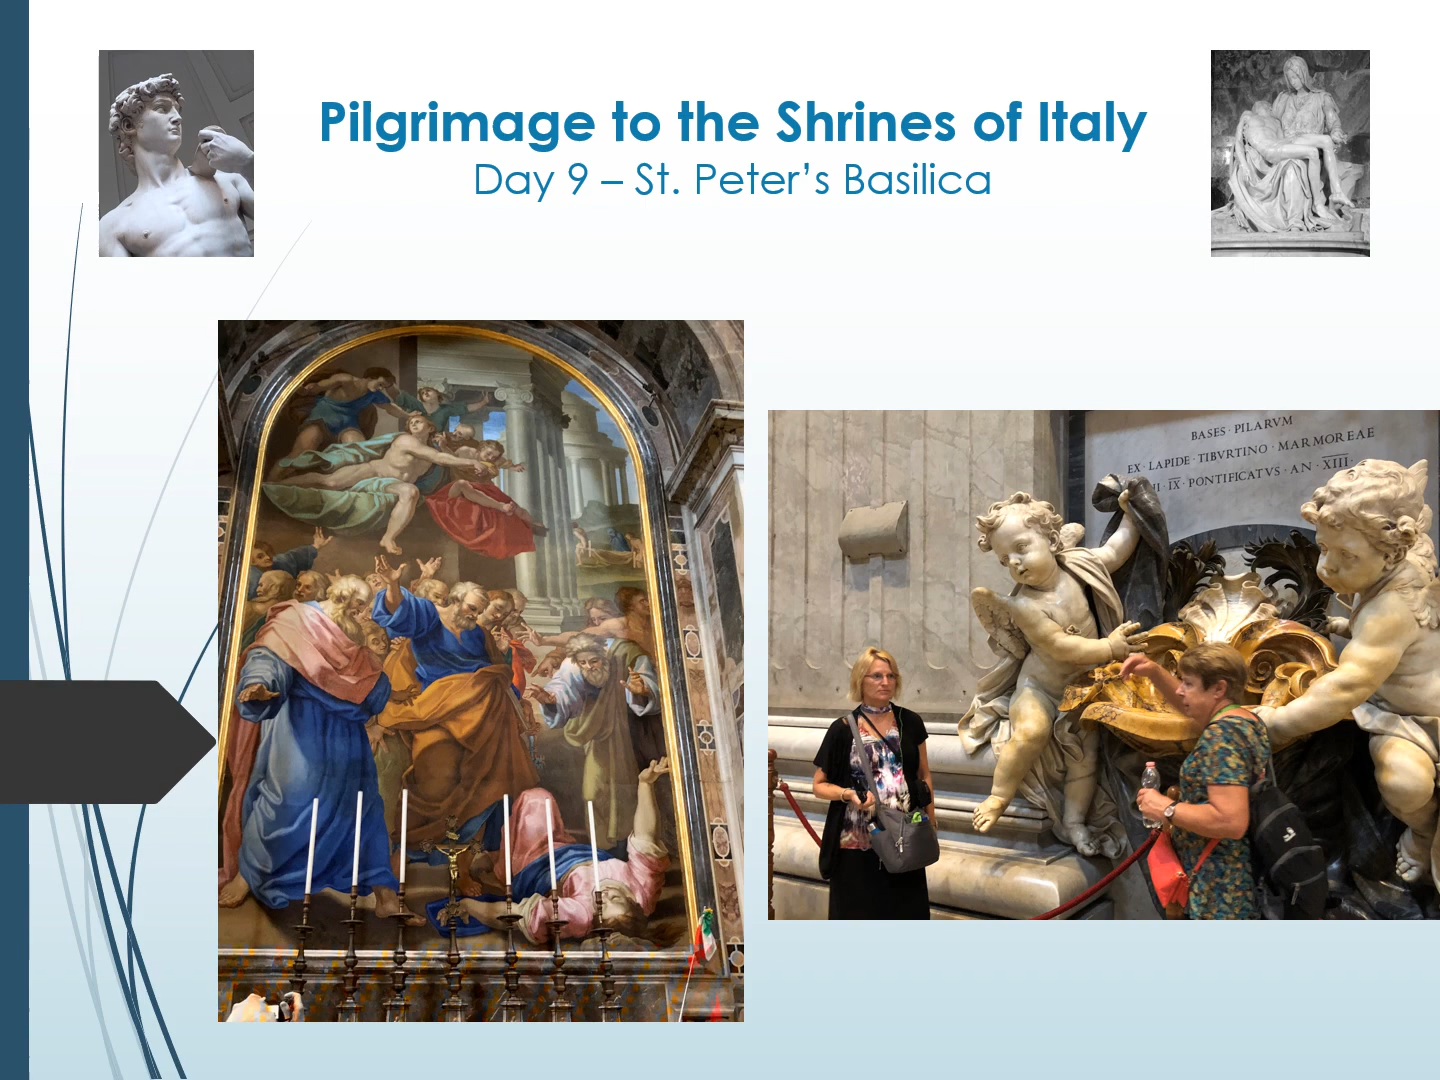 Pilgrimage to the Shrines of Italy
Day 9 – St. Peter’s Basilica
BASES · PILARVM
EX · LAPIDE · TIBVRTINO · MARMOREAE
IX · PONTIFICATVS · AN · XIII